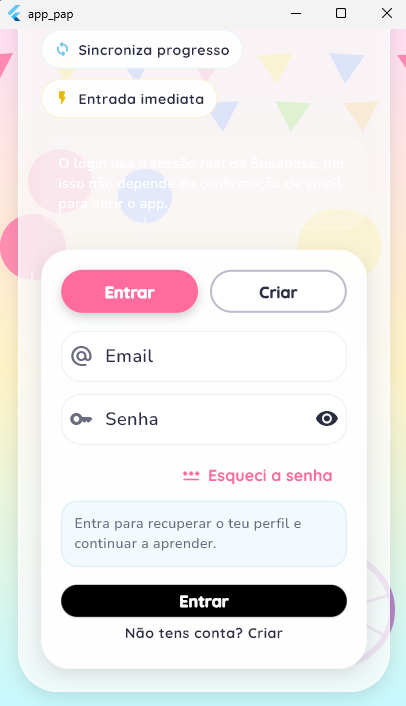 app_pap
Sincroniza progresso
Entrada imediata
O login usa a sessão real da Supabase, por
isso não depende da confirmação de email
para abrir o app.
Entrar
Criar
Email
Senha
Esqueci a senha
Entra para recuperar o teu perfil e
continuar a aprender.
Entrar
Não tens conta? Criar